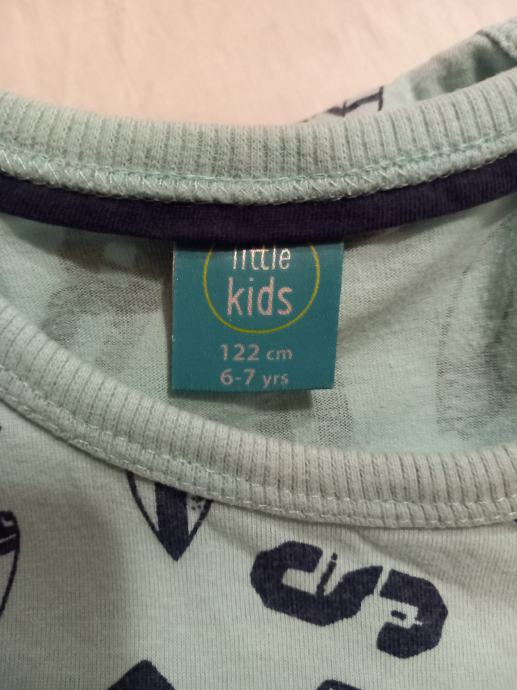 little
kids
122 cm
6-7 yrs
S